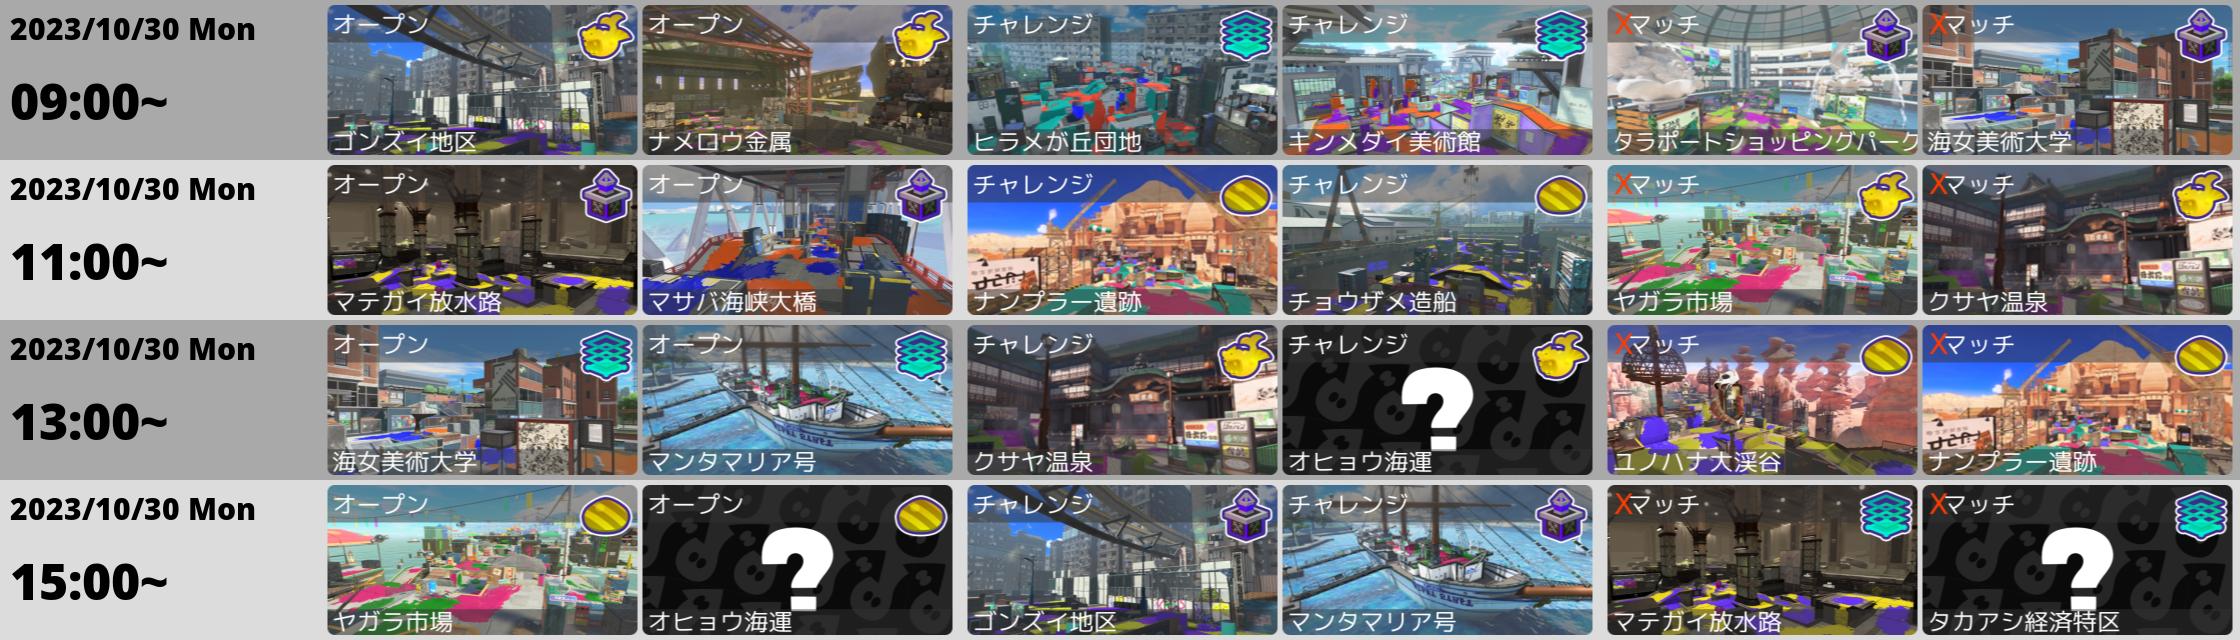 2023/10/30 Mon
09:00~
オープン
ゴンズイ地区
オープン
ナメロウ金属
チャレンジ
ヒラメが丘団地
チャレンジ
キンメダイ美術館
Xマッチ
タラポートショッピングパーク
Xマッチ
海女美術大学
2023/10/30 Mon
11:00~
オープン
マテガイ放水路
オープン
マサバ海峡大橋
チャレンジ
ナンプラー遺跡
チャレンジ
チョウザメ造船
Xマッチ
ヤガラ市場
Xマッチ
クサヤ温泉
2023/10/30 Mon
13:00~
オープン
海女美術大学
オープン
マンタマリア号
チャレンジ
クサヤ温泉
チャレンジ
?
オヒョウ海運
Xマッチ
ユノハナ大渓谷
Xマッチ
ナンプラー遺跡
2023/10/30 Mon
15:00~
オープン
ヤガラ市場
オープン
?
オヒョウ海運
チャレンジ
ゴンズイ地区
チャレンジ
マンタマリア号
Xマッチ
マテガイ放水路
Xマッチ
?
タカアシ経済特区